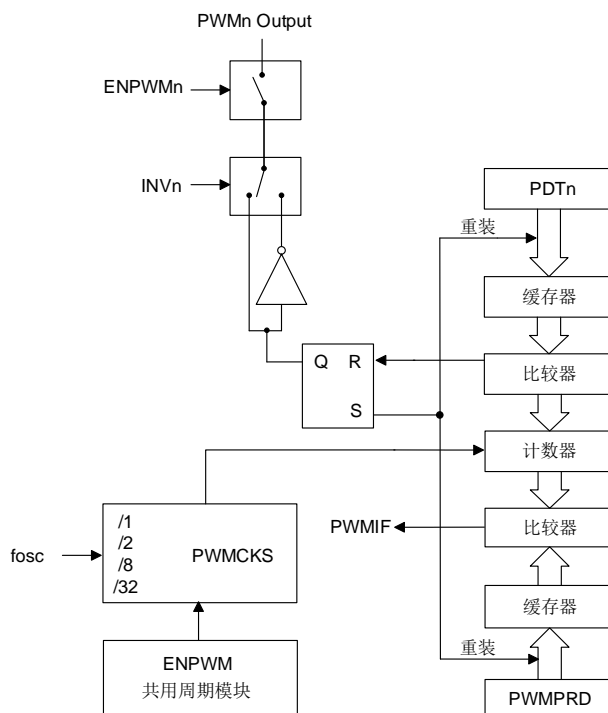 PWMn Output
ENPWMn
INVn
PDTn
重装
缓存器
Q R
比较器
S
计数器
/1
/2
/8
/32
PWMCKS
fosc
PWMIF
比较器
缓存器
ENPWM
共用周期模块
重装
PWMPRD